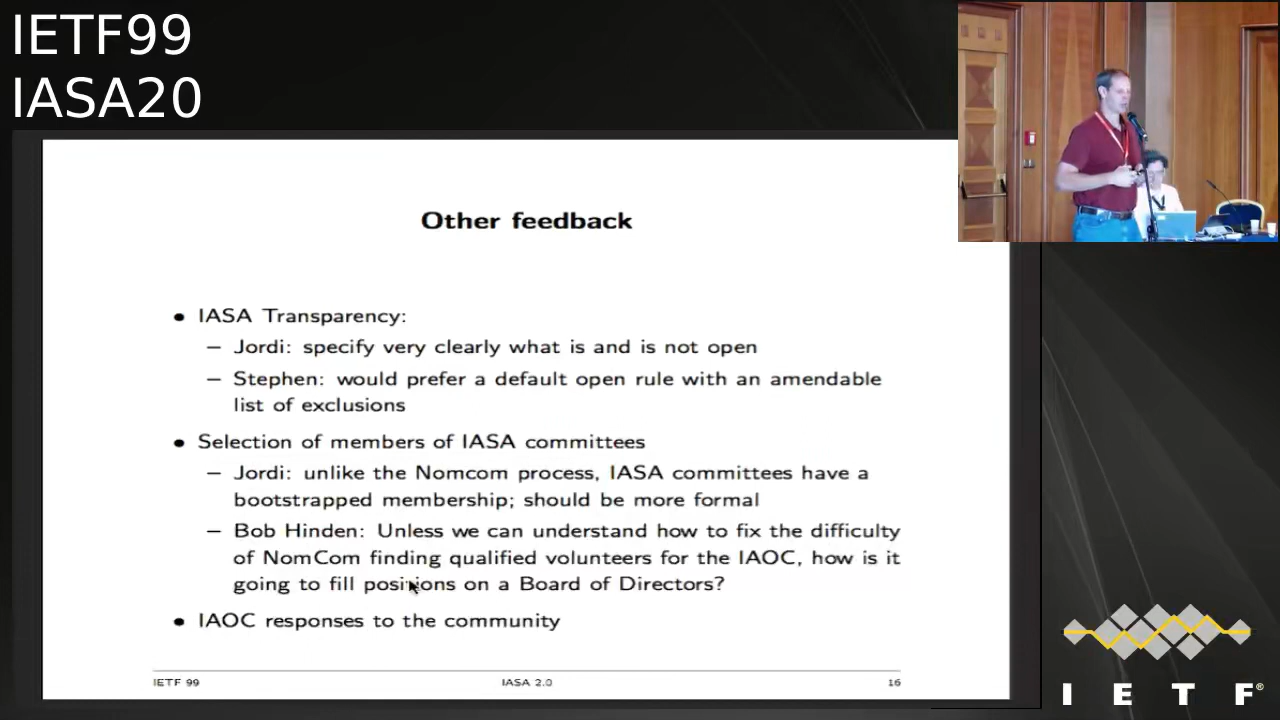 IETF99
IASA20
Other feedback
• IASA Transparency:
– Jordi: specify very clearly what is and is not open
– Stephen: would prefer a default open rule with an amendable
list of exclusions
• Selection of members of IASA committees
– Jordi: unlike the Nomcom process, IASA committees have a
bootstrapped membership; should be more formal
– Bob Hinden: Unless we can understand how to fix the difficulty
of NomCom finding qualified volunteers for the IAOC, how is it
going to fill positions on a Board of Directors?
• IAOC responses to the community
IETF 99 IASA 2.0 16
I E T F®